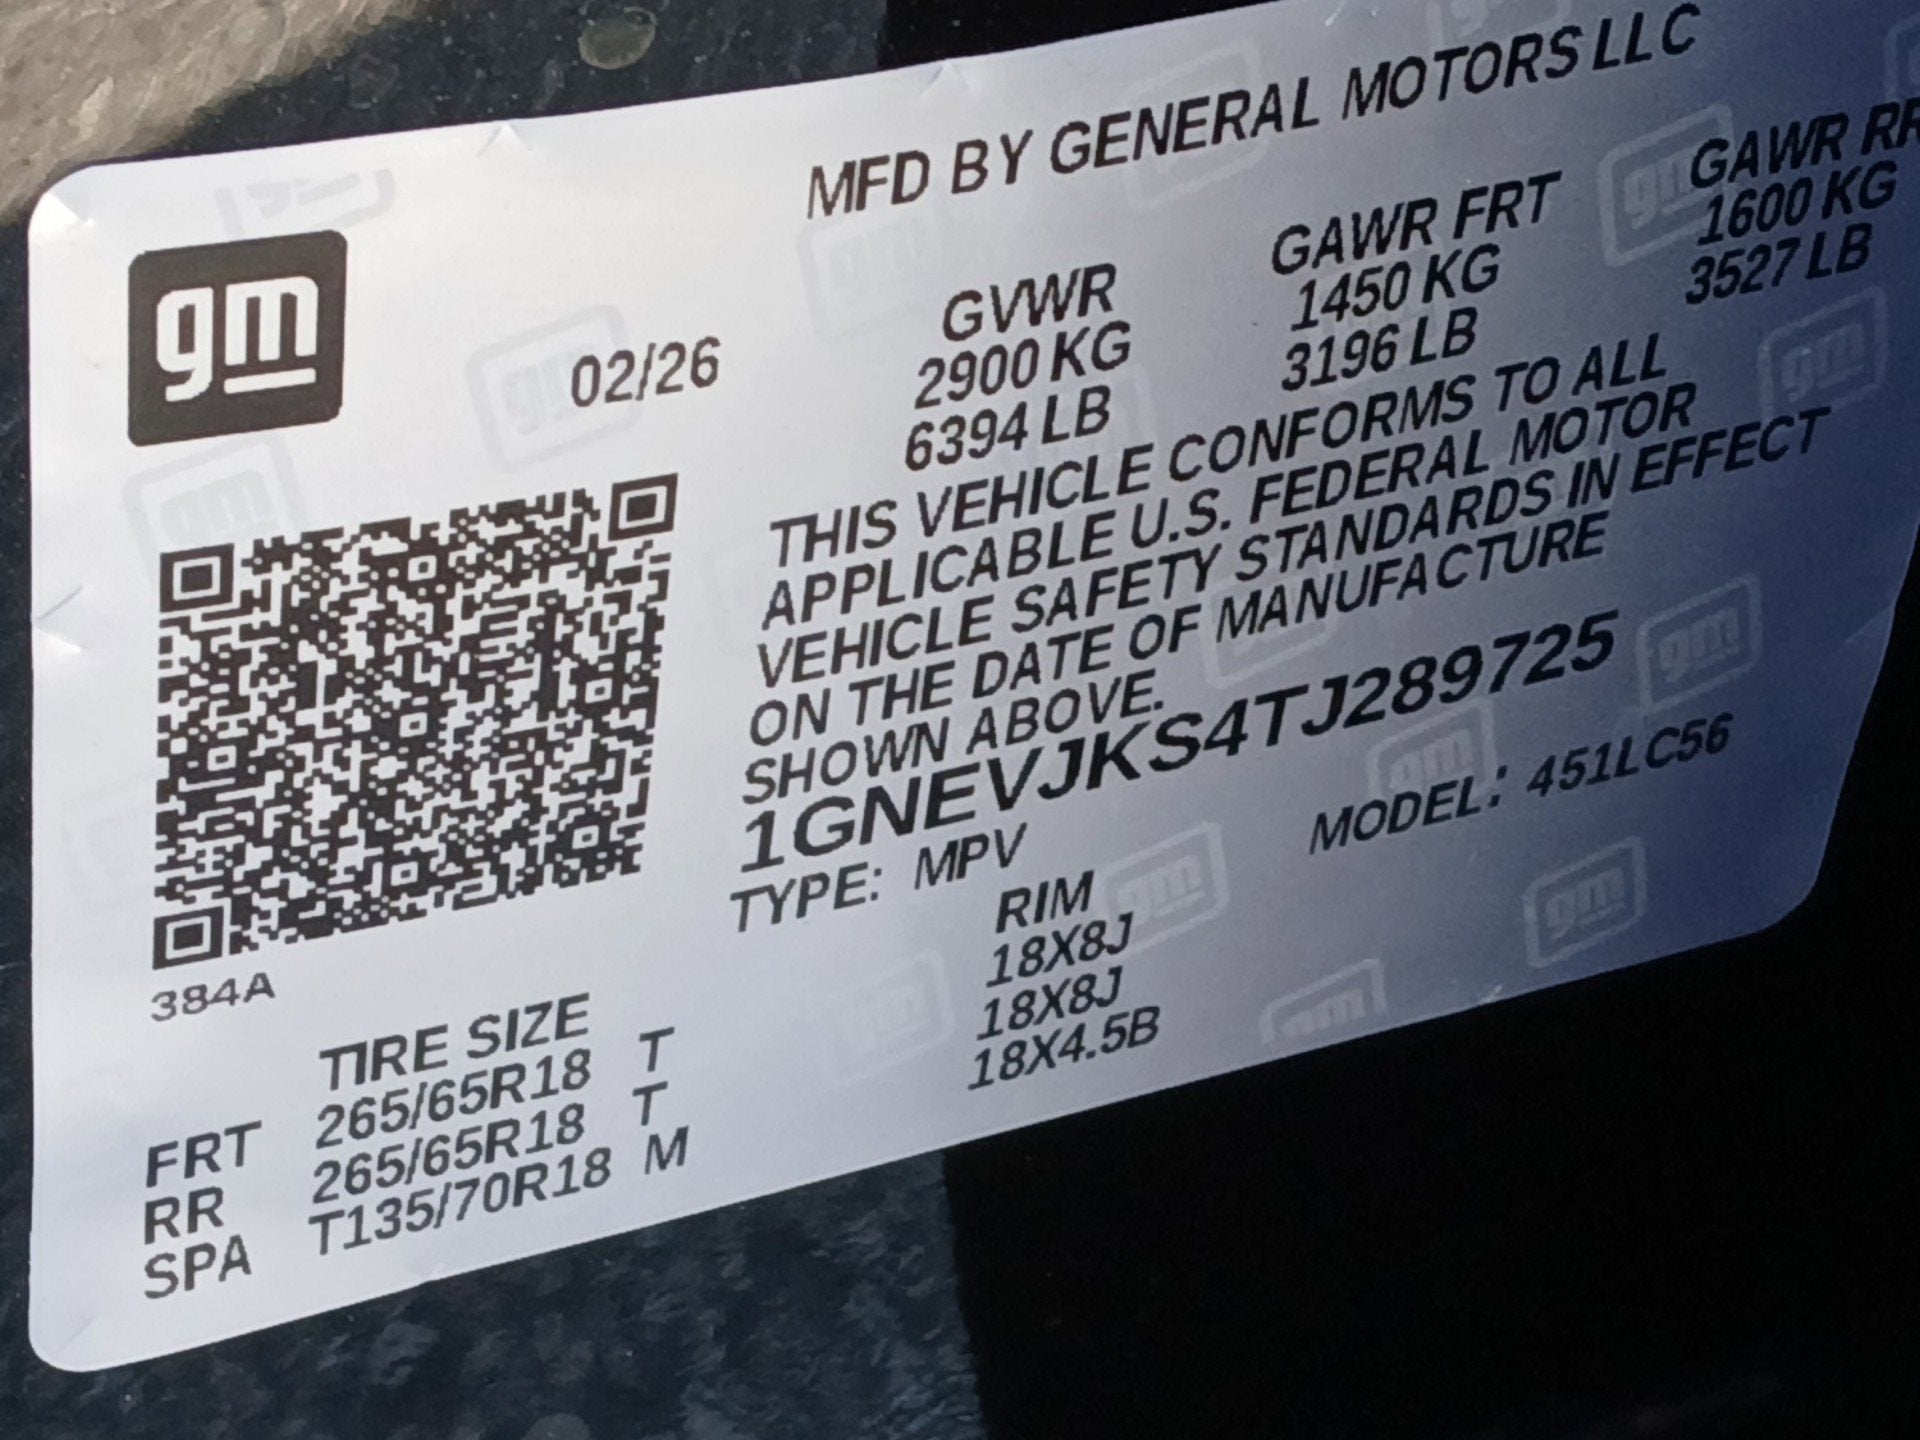 MFD BY GENERAL MOTORS LLC
gm
02/26
GVWR GAWR FRT GAWR RR
2900 KG 1450 KG 1600 KG
6394 LB 3196 LB 3527 LB
THIS VEHICLE CONFORMS TO ALL
APPLICABLE U.S. FEDERAL MOTOR
VEHICLE SAFETY STANDARDS IN EFFECT
ON THE DATE OF MANUFACTURE
SHOWN ABOVE.
1GNEVJKS4TJ289725
TYPE: MPV MODEL: 451LC56
384A
TIRE SIZE RIM
FRT 265/65R18 T 18X8J
RR 265/65R18 T 18X8J
SPA T135/70R18 M 18X4.5B